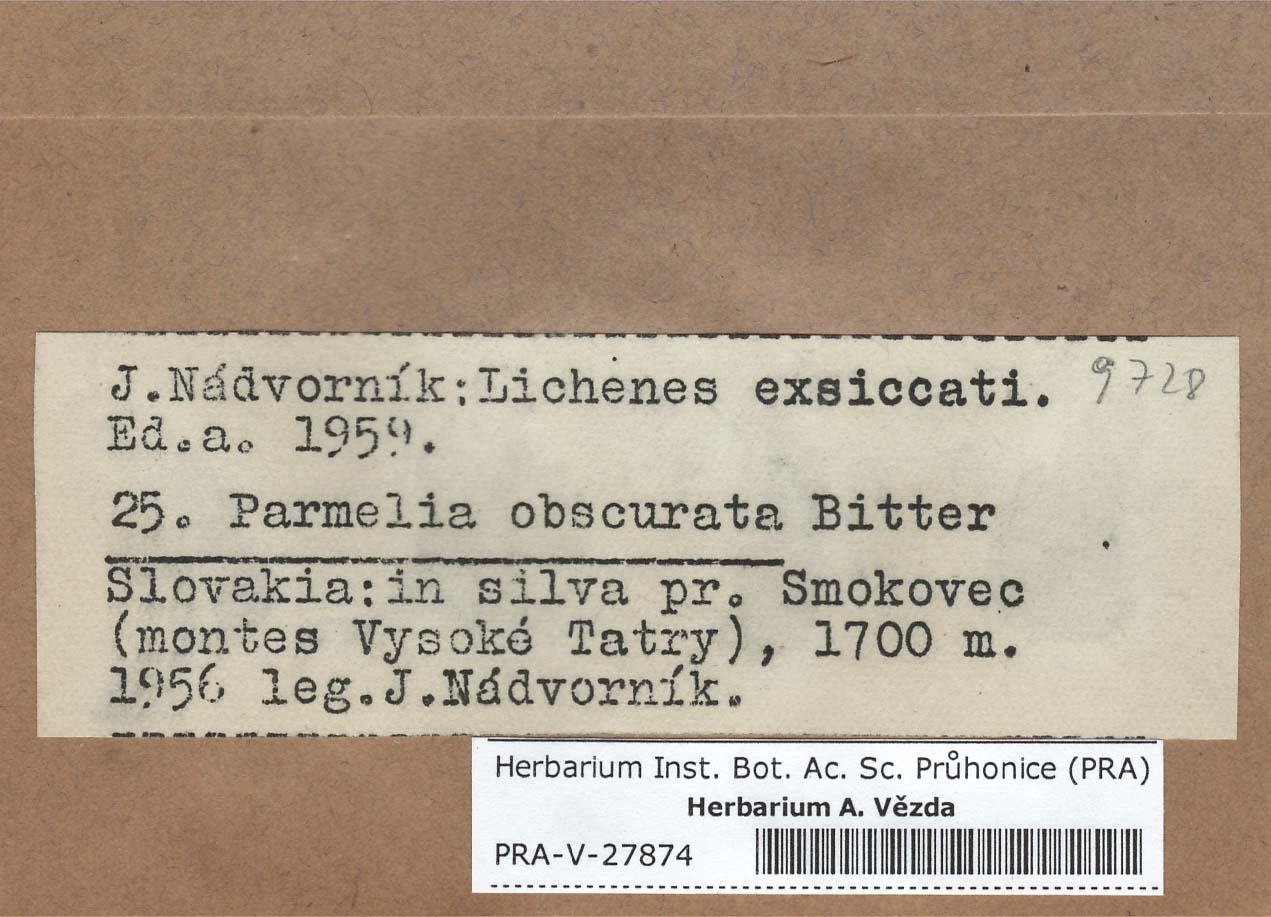 J.Nádvorník:Lichenes exsiccati. 9728
Ed.a. 1959.
25. Parmelia obscurata Bitter
Slovakia:in silva pr. Smokovec
(montes Vysoké Tatry), 1700 m.
1956 leg.J.Nádvorník.
Herbarium Inst. Bot. Ac. Sc. Průhonice (PRA)
Herbarium A. Vězda
PRA-V-27874